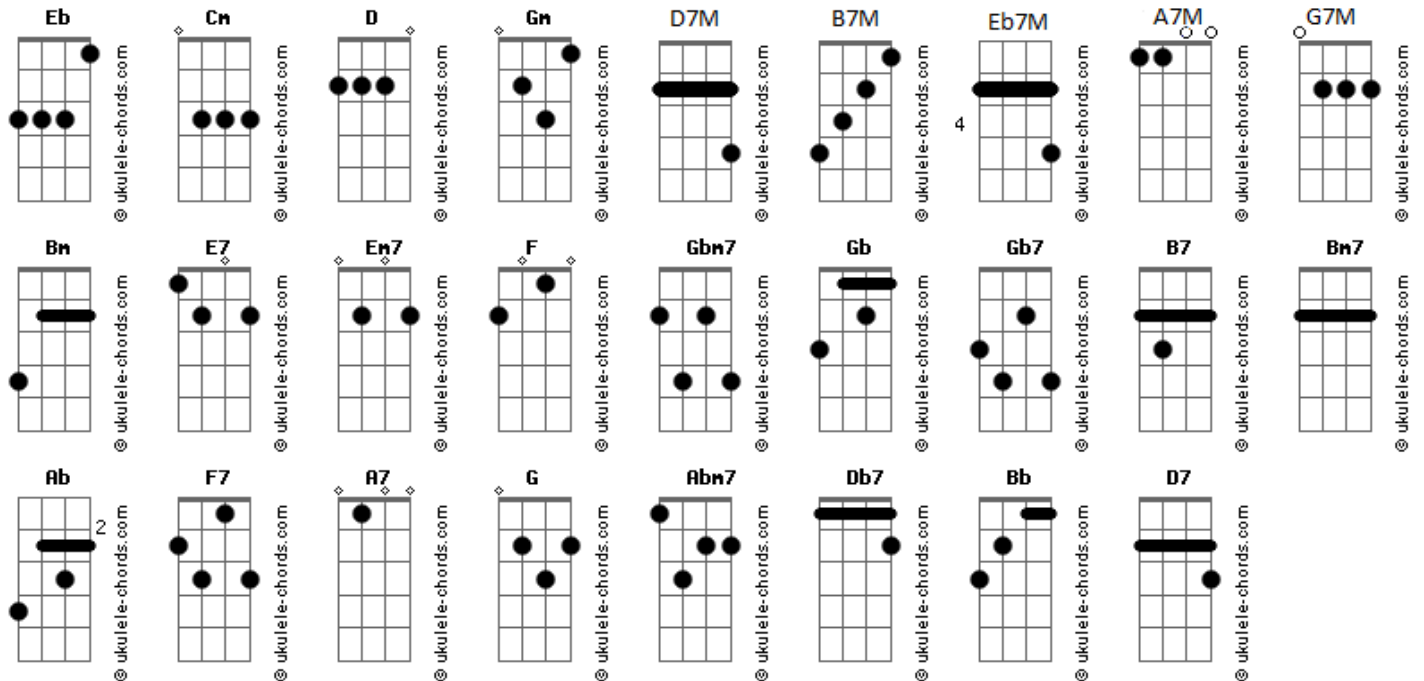 Eb Cm D Gm D7M B7M Eb7M A7M G7M
© ukulele-chords.com © ukulele-chords.com © ukulele-chords.com © ukulele-chords.com © ukulele-chords.com © ukulele-chords.com 4 © ukulele-chords.com © ukulele-chords.com © ukulele-chords.com
Bm E7 Em7 F Gbm7 Gb Gb7 B7 Bm7
© ukulele-chords.com © ukulele-chords.com © ukulele-chords.com © ukulele-chords.com © ukulele-chords.com © ukulele-chords.com © ukulele-chords.com © ukulele-chords.com © ukulele-chords.com
Ab F7 A7 G Abm7 Db7 Bb D7
2 © ukulele-chords.com © ukulele-chords.com © ukulele-chords.com © ukulele-chords.com © ukulele-chords.com © ukulele-chords.com © ukulele-chords.com © ukulele-chords.com